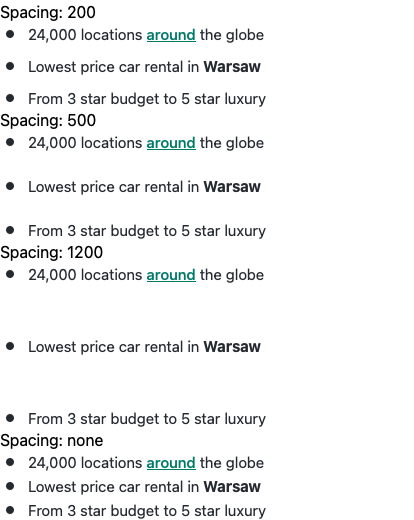 Spacing: 200
• 24,000 locations around the globe
• Lowest price car rental in Warsaw
• From 3 star budget to 5 star luxury
Spacing: 500
• 24,000 locations around the globe
• Lowest price car rental in Warsaw
• From 3 star budget to 5 star luxury
Spacing: 1200
• 24,000 locations around the globe
• Lowest price car rental in Warsaw
• From 3 star budget to 5 star luxury
Spacing: none
• 24,000 locations around the globe
• Lowest price car rental in Warsaw
• From 3 star budget to 5 star luxury